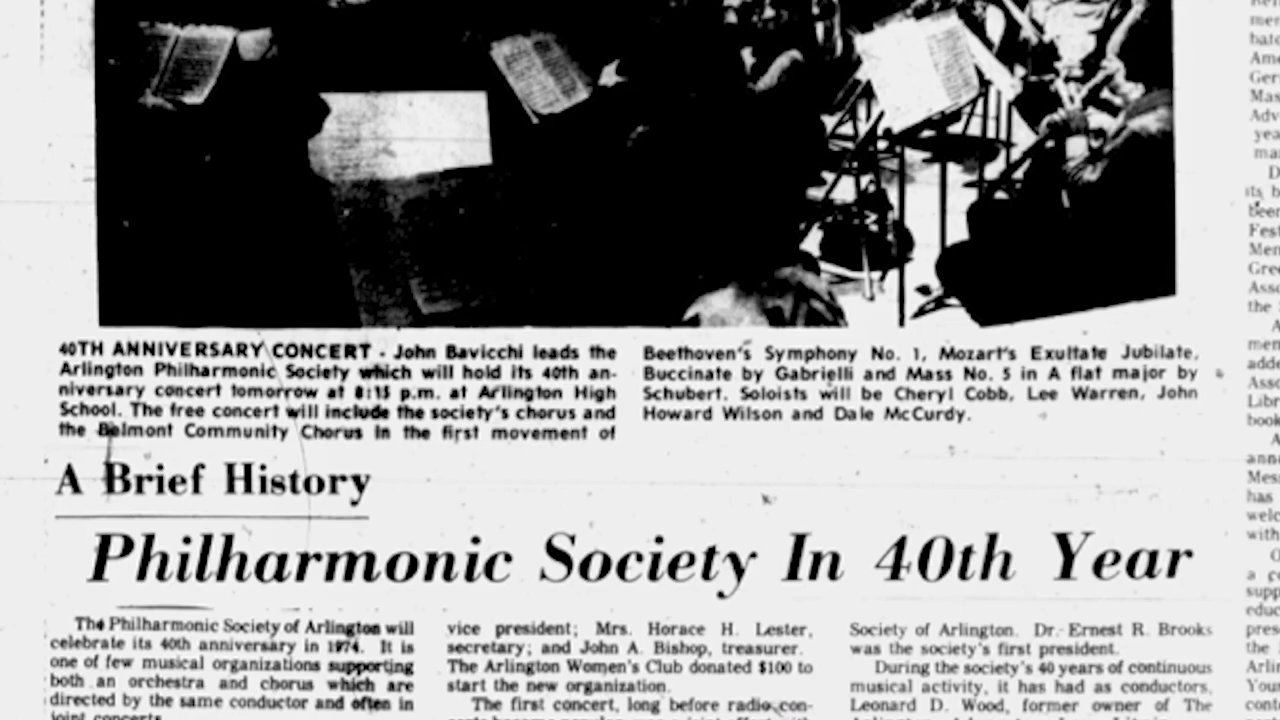 40TH ANNIVERSARY CONCERT - John Bavicchi leads the
Arlington Philharmonic Society which will hold its 40th an-
niversary concert tomorrow at 8:15 p.m. at Arlington High
School. The free concert will include the society's chorus and
the Belmont Community Chorus in the first movement of
Beethoven's Symphony No. 1, Mozart's Exultate Jubilate,
Buccinate by Gabrielli and Mass No. 5 in A flat major by
Schubert. Soloists will be Cheryl Cobb, Lee Warren, John
Howard Wilson and Dale McCurdy.
A Brief History
Philharmonic Society In 40th Year
The Philharmonic Society of Arlington will
celebrate its 40th anniversary in 1974. It is
one of few musical organizations supporting
both an orchestra and chorus which are
directed by the same conductor and often in
joint concerts.
vice president; Mrs. Horace H. Lester,
secretary; and John A. Bishop, treasurer.
The Arlington Women's Club donated $100 to
start the new organization.
The first concert, long before radio con-
Society of Arlington. Dr. Ernest R. Brooks
was the society's first president.
During the society's 40 years of continuous
musical activity, it has had as conductors,
Leonard D. Wood, former owner of The